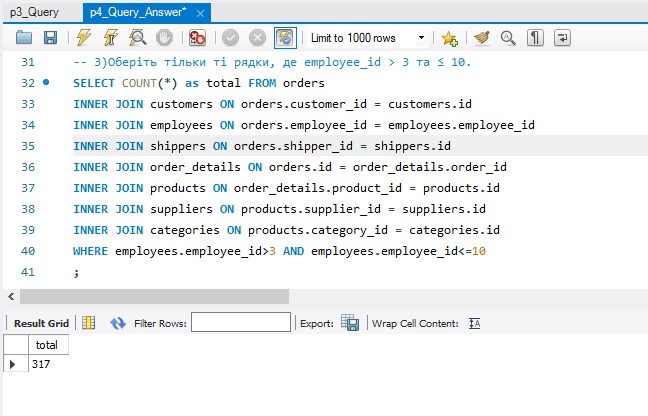 p3_Query p4_Query_Answer* ×
Limit to 1000 rows
31 -- 3)Оберіть тільки ті рядки, де employee_id > 3 та ≤ 10.
32 SELECT COUNT(*) as total FROM orders
33 INNER JOIN customers ON orders.customer_id = customers.id
34 INNER JOIN employees ON orders.employee_id = employees.employee_id
35 INNER JOIN shippers ON orders.shipper_id = shippers.id
36 INNER JOIN order_details ON orders.id = order_details.order_id
37 INNER JOIN products ON order_details.product_id = products.id
38 INNER JOIN suppliers ON products.supplier_id = suppliers.id
39 INNER JOIN categories ON products.category_id = categories.id
40 WHERE employees.employee_id>3 AND employees.employee_id<=10
41 ;
Result Grid Filter Rows: Export: Wrap Cell Content:
total
317